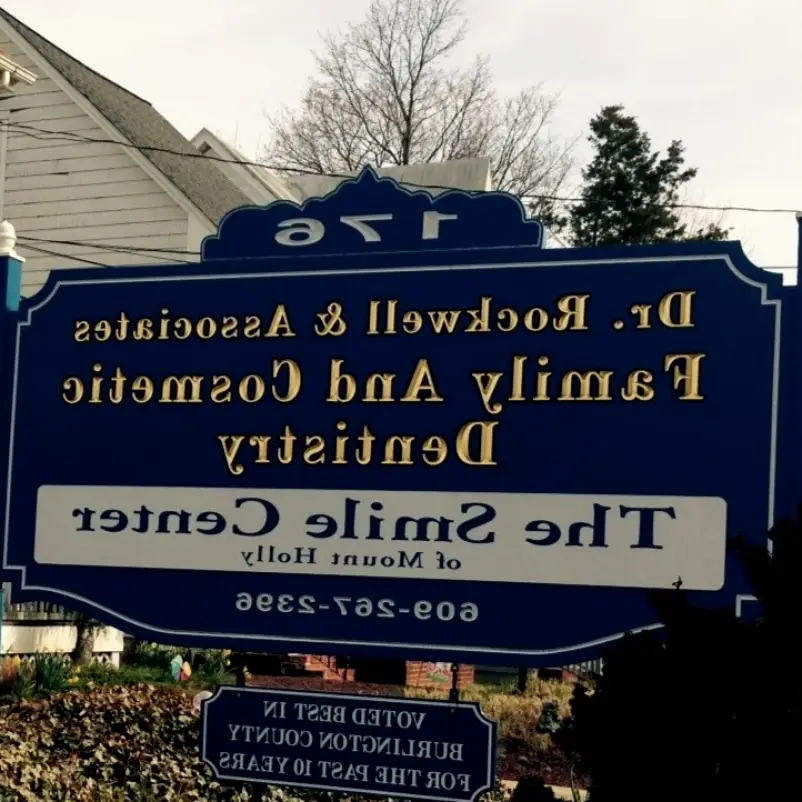 176
Dr. Rockwell & Associates
Family And Cosmetic
Dentistry
The Smile Center
of Mount Holly
609-267-2396
VOTED BEST IN
BURLINGTON COUNTY
FOR THE PAST 10 YEARS